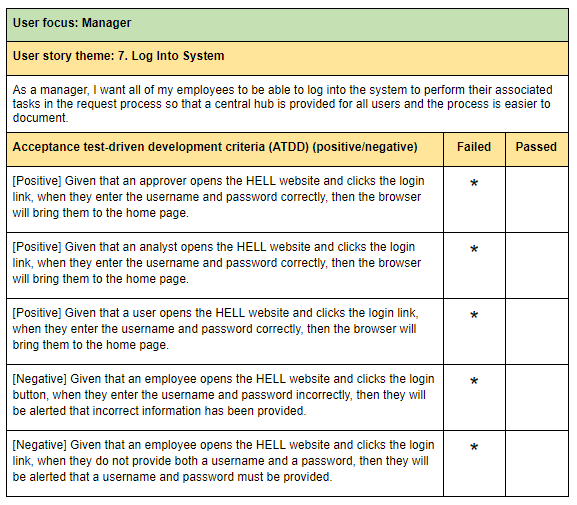 User focus: Manager
User story theme: 7. Log Into System
As a manager, I want all of my employees to be able to log into the system to perform their associated
tasks in the request process so that a central hub is provided for all users and the process is easier to
document.
Acceptance test-driven development criteria (ATDD) (positive/negative) Failed Passed
[Positive] Given that an approver opens the HELL website and clicks the login *
link, when they enter the username and password correctly, then the browser
will bring them to the home page.
[Positive] Given that an analyst opens the HELL website and clicks the login *
link, when they enter the username and password correctly, then the browser
will bring them to the home page.
[Positive] Given that a user opens the HELL website and clicks the login link, *
when they enter the username and password correctly, then the browser will
bring them to the home page.
[Negative] Given that an employee opens the HELL website and clicks the login *
button, when they enter the username and password incorrectly, then they will
be alerted that incorrect information has been provided.
[Negative] Given that an employee opens the HELL website and clicks the login *
link, when they do not provide both a username and a password, then they will
be alerted that a username and password must be provided.